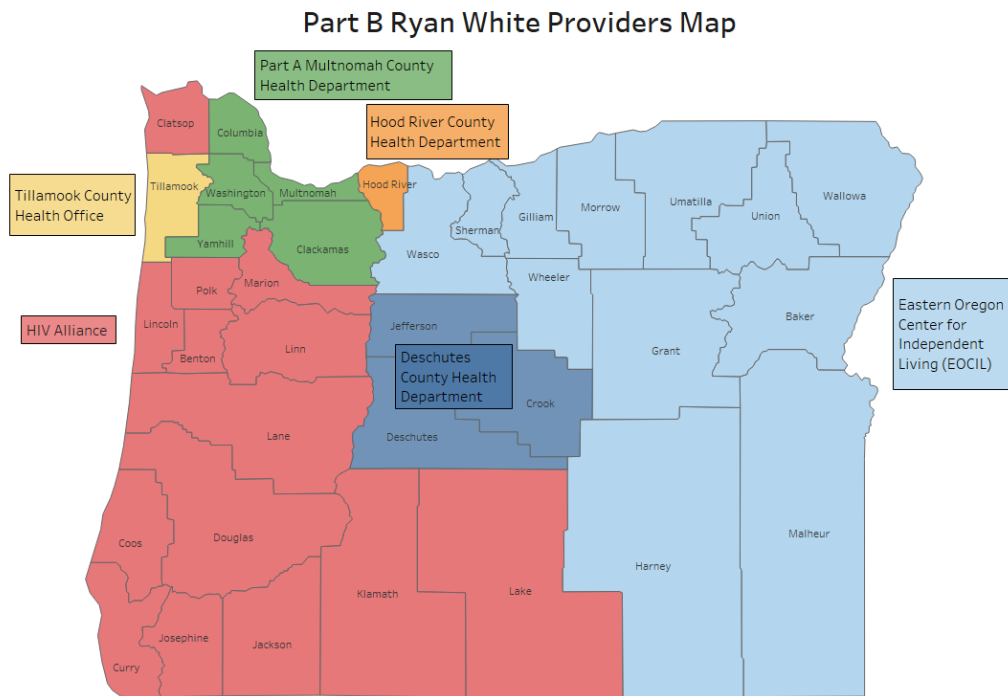 Part B Ryan White Providers Map
Part A Multnomah County
Health Department
Hood River County
Health Department
Tillamook County
Health Office
HIV Alliance
Deschutes
County Health
Department
Eastern Oregon
Center for
Independent
Living (EOCIL)
Clatsop
Columbia
Tillamook
Washington
Multnomah
Hood River
Yamhill
Clackamas
Wasco
Sherman
Gilliam
Morrow
Umatilla
Union
Wallowa
Polk
Marion
Wheeler
Lincoln
Benton
Linn
Jefferson
Grant
Baker
Crook
Lane
Deschutes
Coos
Douglas
Klamath
Lake
Harney
Malheur
Curry
Josephine
Jackson